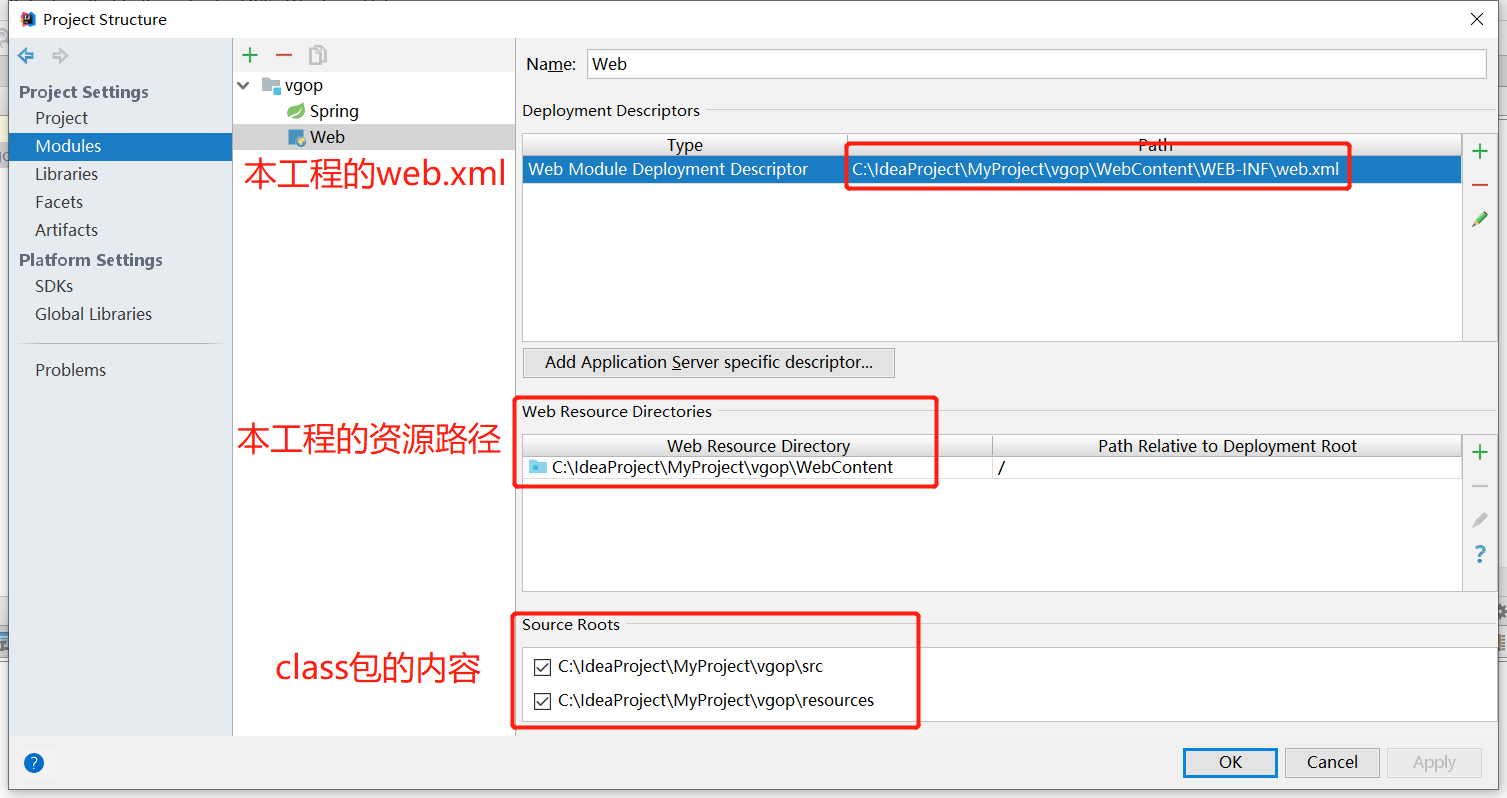 Project Structure
Project Settings
Project
Modules
Libraries
Facets
Artifacts
Platform Settings
SDKs
Global Libraries
Problems
vgop
Spring
Web
本工程的web.xml
本工程的资源路径
class包的内容
Name: Web
Deployment Descriptors
Type Path
Web Module Deployment Descriptor C:\IdeaProject\MyProject\vgop\WebContent\WEB-INF\web.xml
Add Application Server specific descriptor...
Web Resource Directories
Web Resource Directory Path Relative to Deployment Root
C:\IdeaProject\MyProject\vgop\WebContent /
Source Roots
C:\IdeaProject\MyProject\vgop\src
C:\IdeaProject\MyProject\vgop\resources
OK Cancel Apply